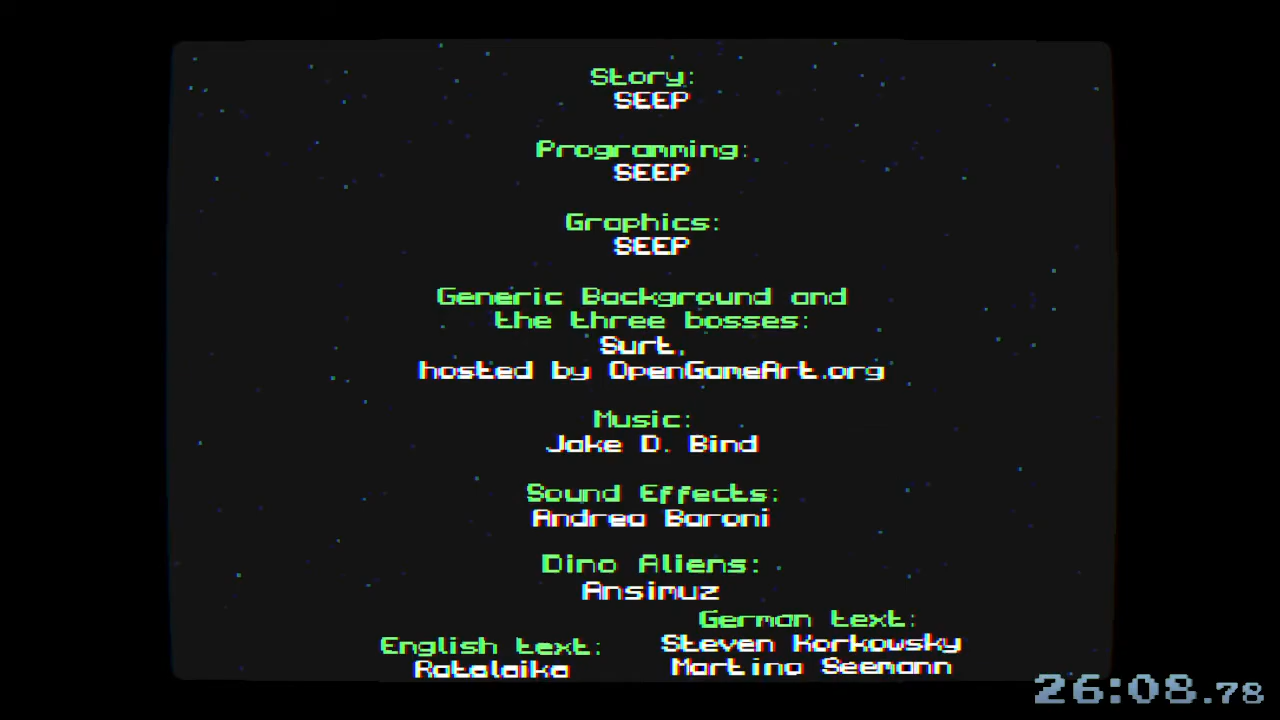 Story:
SEEP
Programming:
SEEP
Graphics:
SEEP
Generic Background and
the three bosses:
Surt,
hosted by OpenGameArt.org
Music:
Jake D. Bind
Sound Effects:
Andrea Baroni
Dino Aliens:
Ansimuz
English text:
Ratalaika
German text:
Steven Korkowsky
Martina Seemann
26:08.78